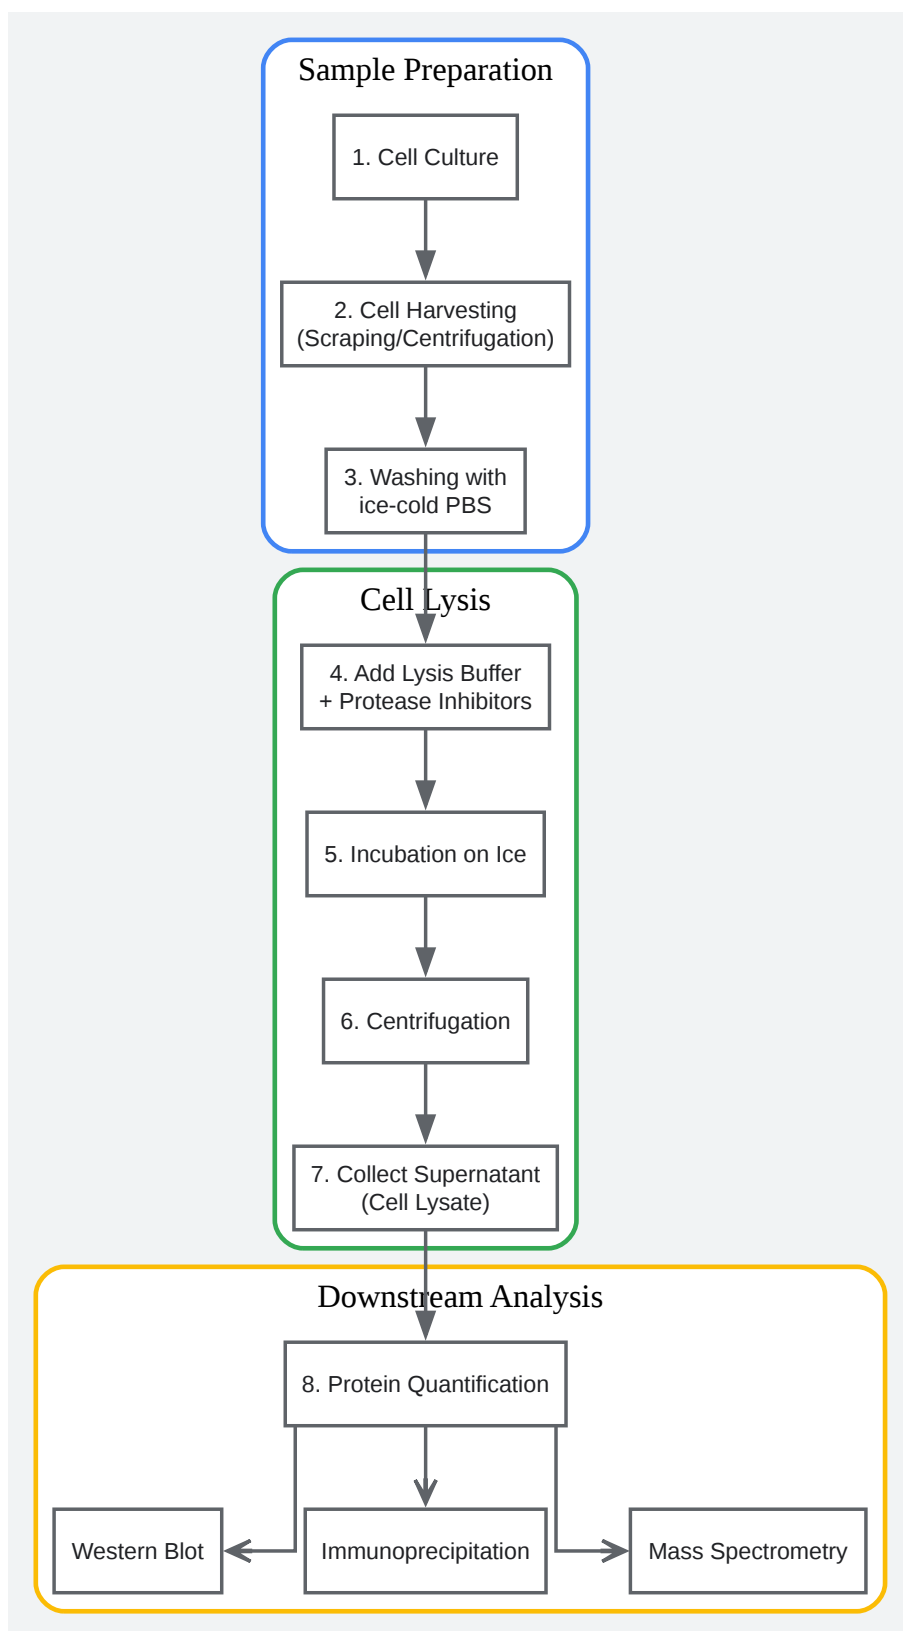 Sample Preparation
1. Cell Culture
2. Cell Harvesting
(Scraping/Centrifugation)
3. Washing with
ice-cold PBS
Cell Lysis
4. Add Lysis Buffer
+ Protease Inhibitors
5. Incubation on Ice
6. Centrifugation
7. Collect Supernatant
(Cell Lysate)
Downstream Analysis
8. Protein Quantification
Western Blot
Immunoprecipitation
Mass Spectrometry